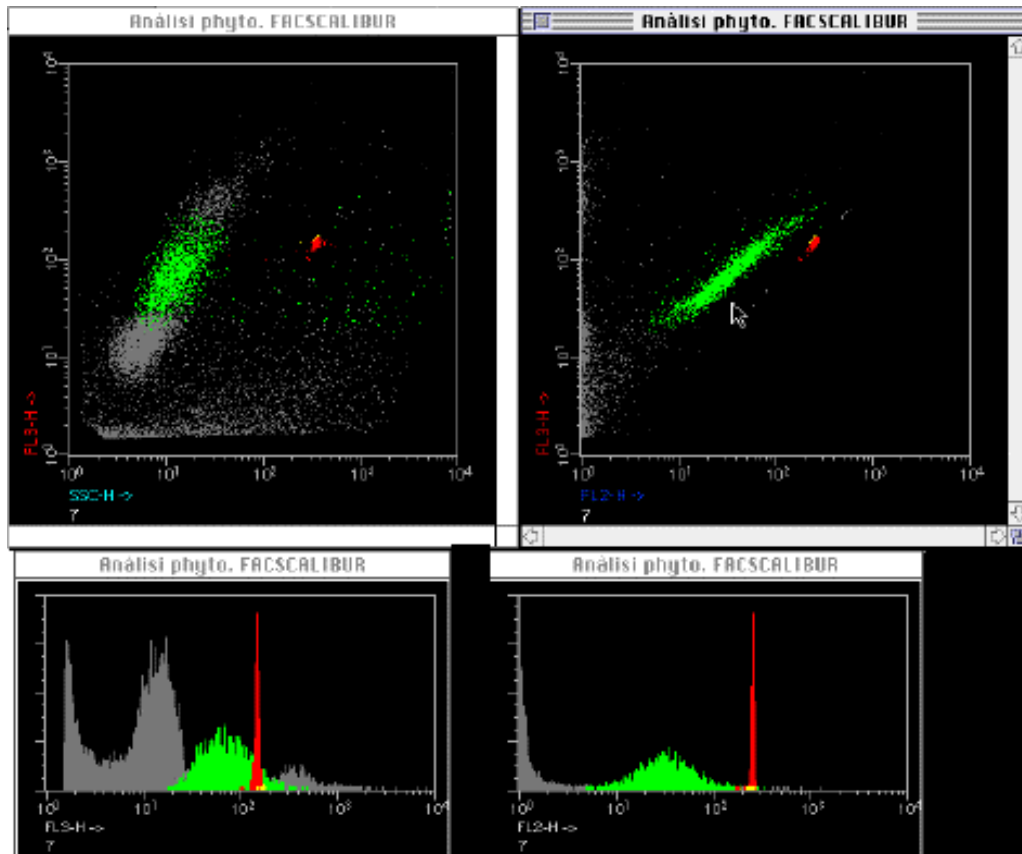 Anàlisi phyto. FACSCALIBUR
Anàlisi phyto. FACSCALIBUR
10⁴
10³
10²
10¹
10⁰
FL3-H ->
10⁰ 10¹ 10² 10³ 10⁴
SSC-H ->
7
10⁴
10³
10²
10¹
10⁰
FL3-H ->
10⁰ 10¹ 10² 10³ 10⁴
FL2-H ->
7
Anàlisi phyto. FACSCALIBUR
Anàlisi phyto. FACSCALIBUR
10⁰ 10¹ 10² 10³ 10⁴
FL3-H ->
7
10⁰ 10¹ 10² 10³ 10⁴
FL2-H ->
7